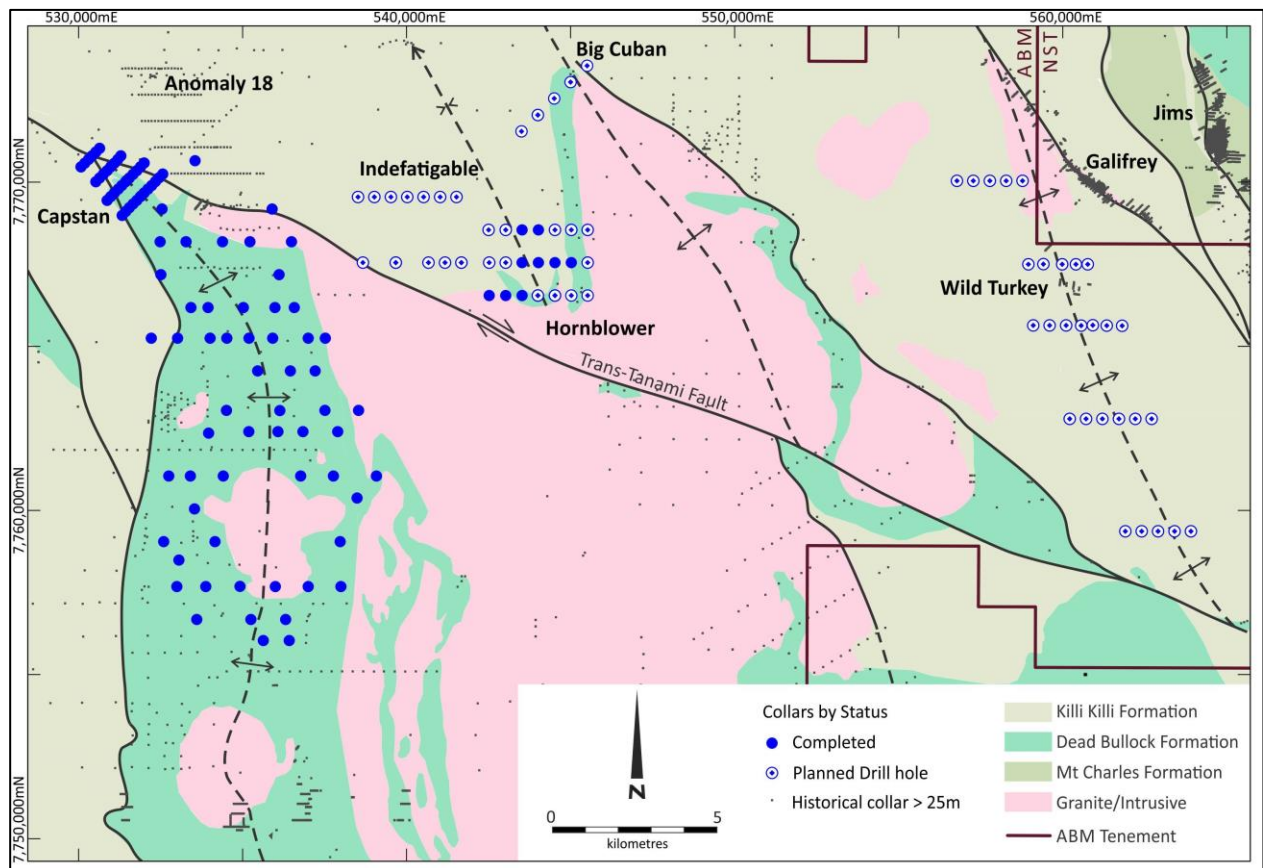 530,000mE
540,000mE
550,000mE
560,000mE
Big Cuban
Anomaly 18
ABM
NST
Jims
7,770,000mN
Indefatigable
Galifrey
Capstan
Wild Turkey
Hornblower
Trans-Tanami Fault
7,760,000mN
7,750,000mN
Collars by Status
Completed
Planned Drill hole
Historical collar > 25m
N
0 5
kilometres
Killi Killi Formation
Dead Bullock Formation
Mt Charles Formation
Granite/Intrusive
ABM Tenement